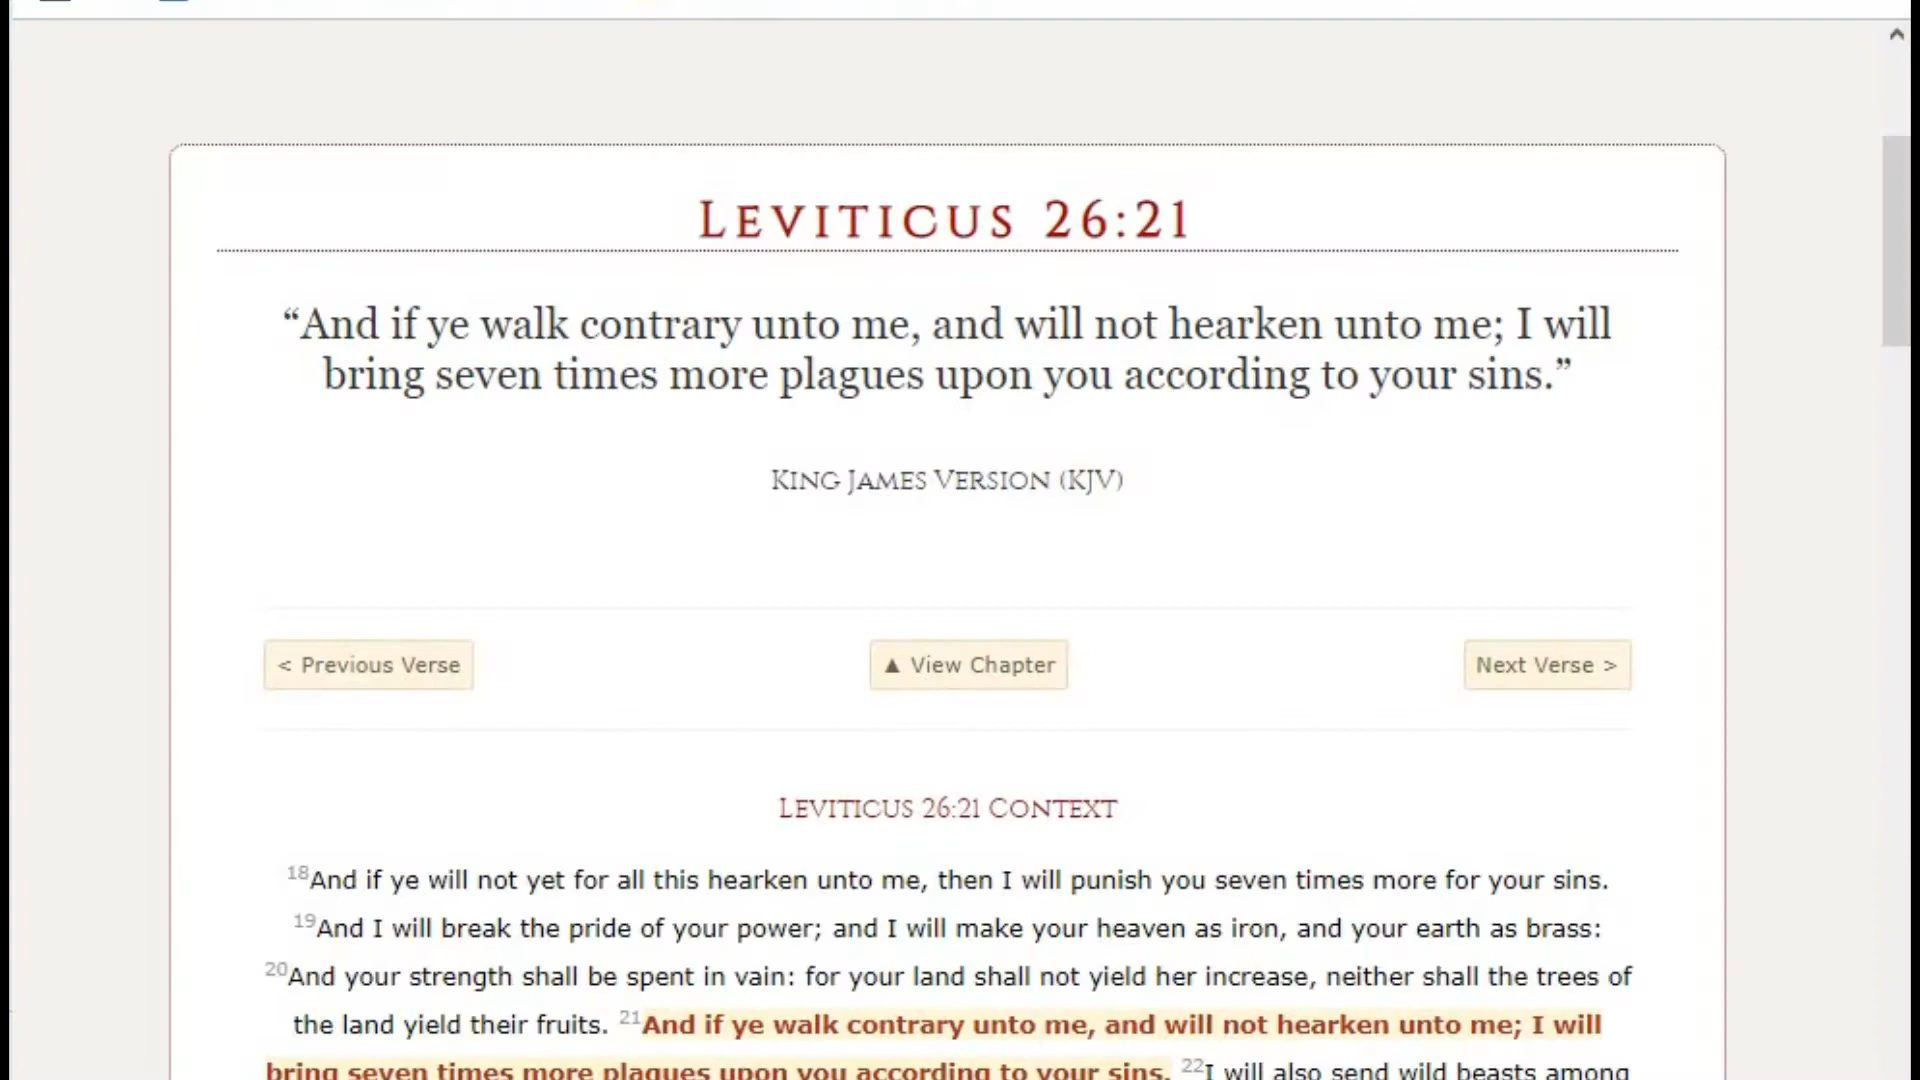 LEVITICUS 26:21
“And if ye walk contrary unto me, and will not hearken unto me; I will
bring seven times more plagues upon you according to your sins.”
KING JAMES VERSION (KJV)
< Previous Verse
▲ View Chapter
Next Verse >
LEVITICUS 26:21 CONTEXT
18And if ye will not yet for all this hearken unto me, then I will punish you seven times more for your sins.
19And I will break the pride of your power; and I will make your heaven as iron, and your earth as brass:
20And your strength shall be spent in vain: for your land shall not yield her increase, neither shall the trees of
the land yield their fruits. 21And if ye walk contrary unto me, and will not hearken unto me; I will
bring seven times more plagues upon you according to your sins. 22I will also send wild beasts among